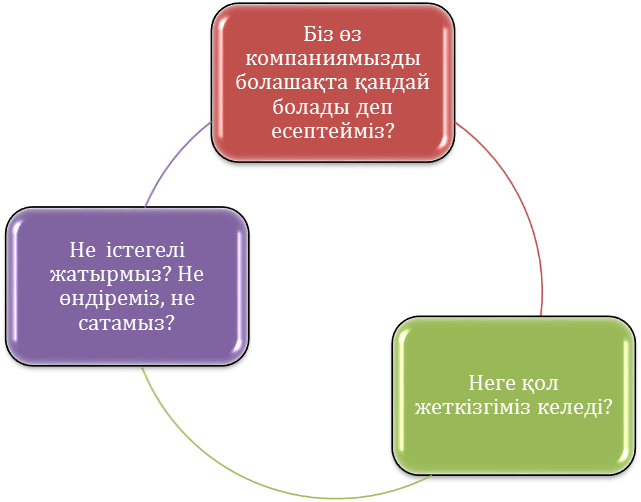 Біз өз
компаниямызды
болашақта қандай
болады деп
есептейміз?
Не істегелі
жатырмыз? Не
өндіреміз, не
сатамыз?
Неге қол
жеткізгіміз келеді?